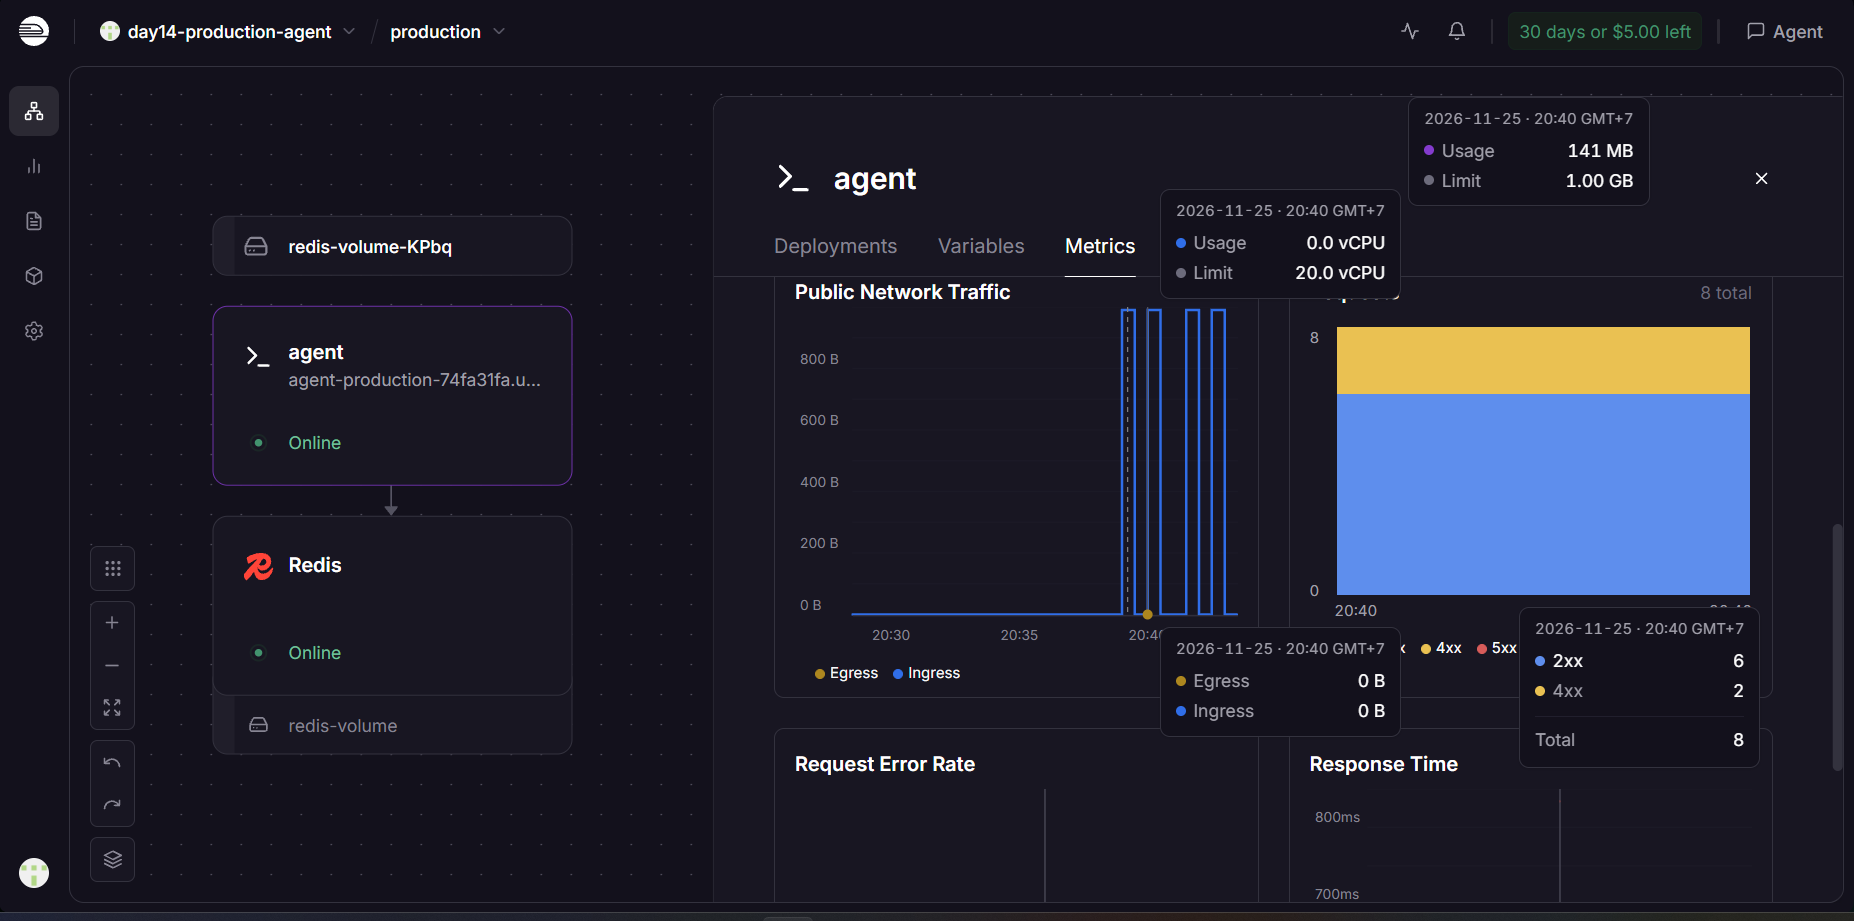 day14-production-agent
production
30 days or $5.00 left
Agent
redis-volume-KPbq
agent
agent-production-74fa31fa.u...
Online
Redis
Online
redis-volume
agent
Deployments
Variables
Metrics
2026-11-25 · 20:40 GMT+7
Usage 141 MB
Limit 1.00 GB
2026-11-25 · 20:40 GMT+7
Usage 0.0 vCPU
Limit 20.0 vCPU
Public Network Traffic
800 B
600 B
400 B
200 B
0 B
20:30
20:35
Egress
Ingress
8 total
8
0
20:40
4xx
5xx
2026-11-25 · 20:40 GMT+7
Egress 0 B
Ingress 0 B
2026-11-25 · 20:40 GMT+7
2xx 6
4xx 2
Total 8
Request Error Rate
Response Time
800ms
700ms